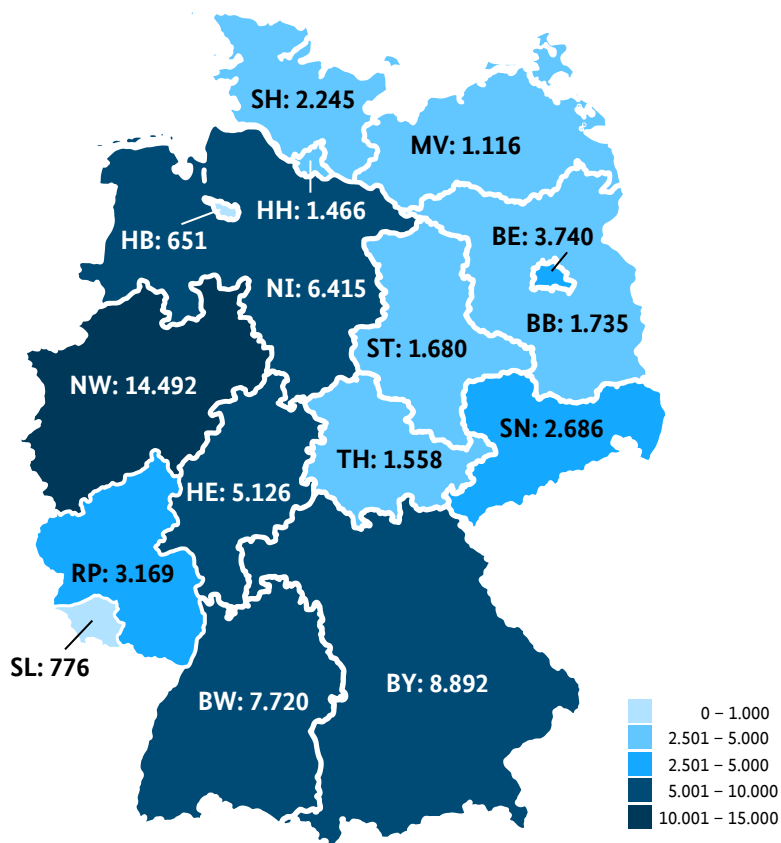 SH: 2.245
MV: 1.116
HH: 1.466
HB: 651
BE: 3.740
NI: 6.415
BB: 1.735
ST: 1.680
NW: 14.492
SN: 2.686
TH: 1.558
HE: 5.126
RP: 3.169
SL: 776
BW: 7.720
BY: 8.892
0 – 1.000
2.501 – 5.000
2.501 – 5.000
5.001 – 10.000
10.001 – 15.000